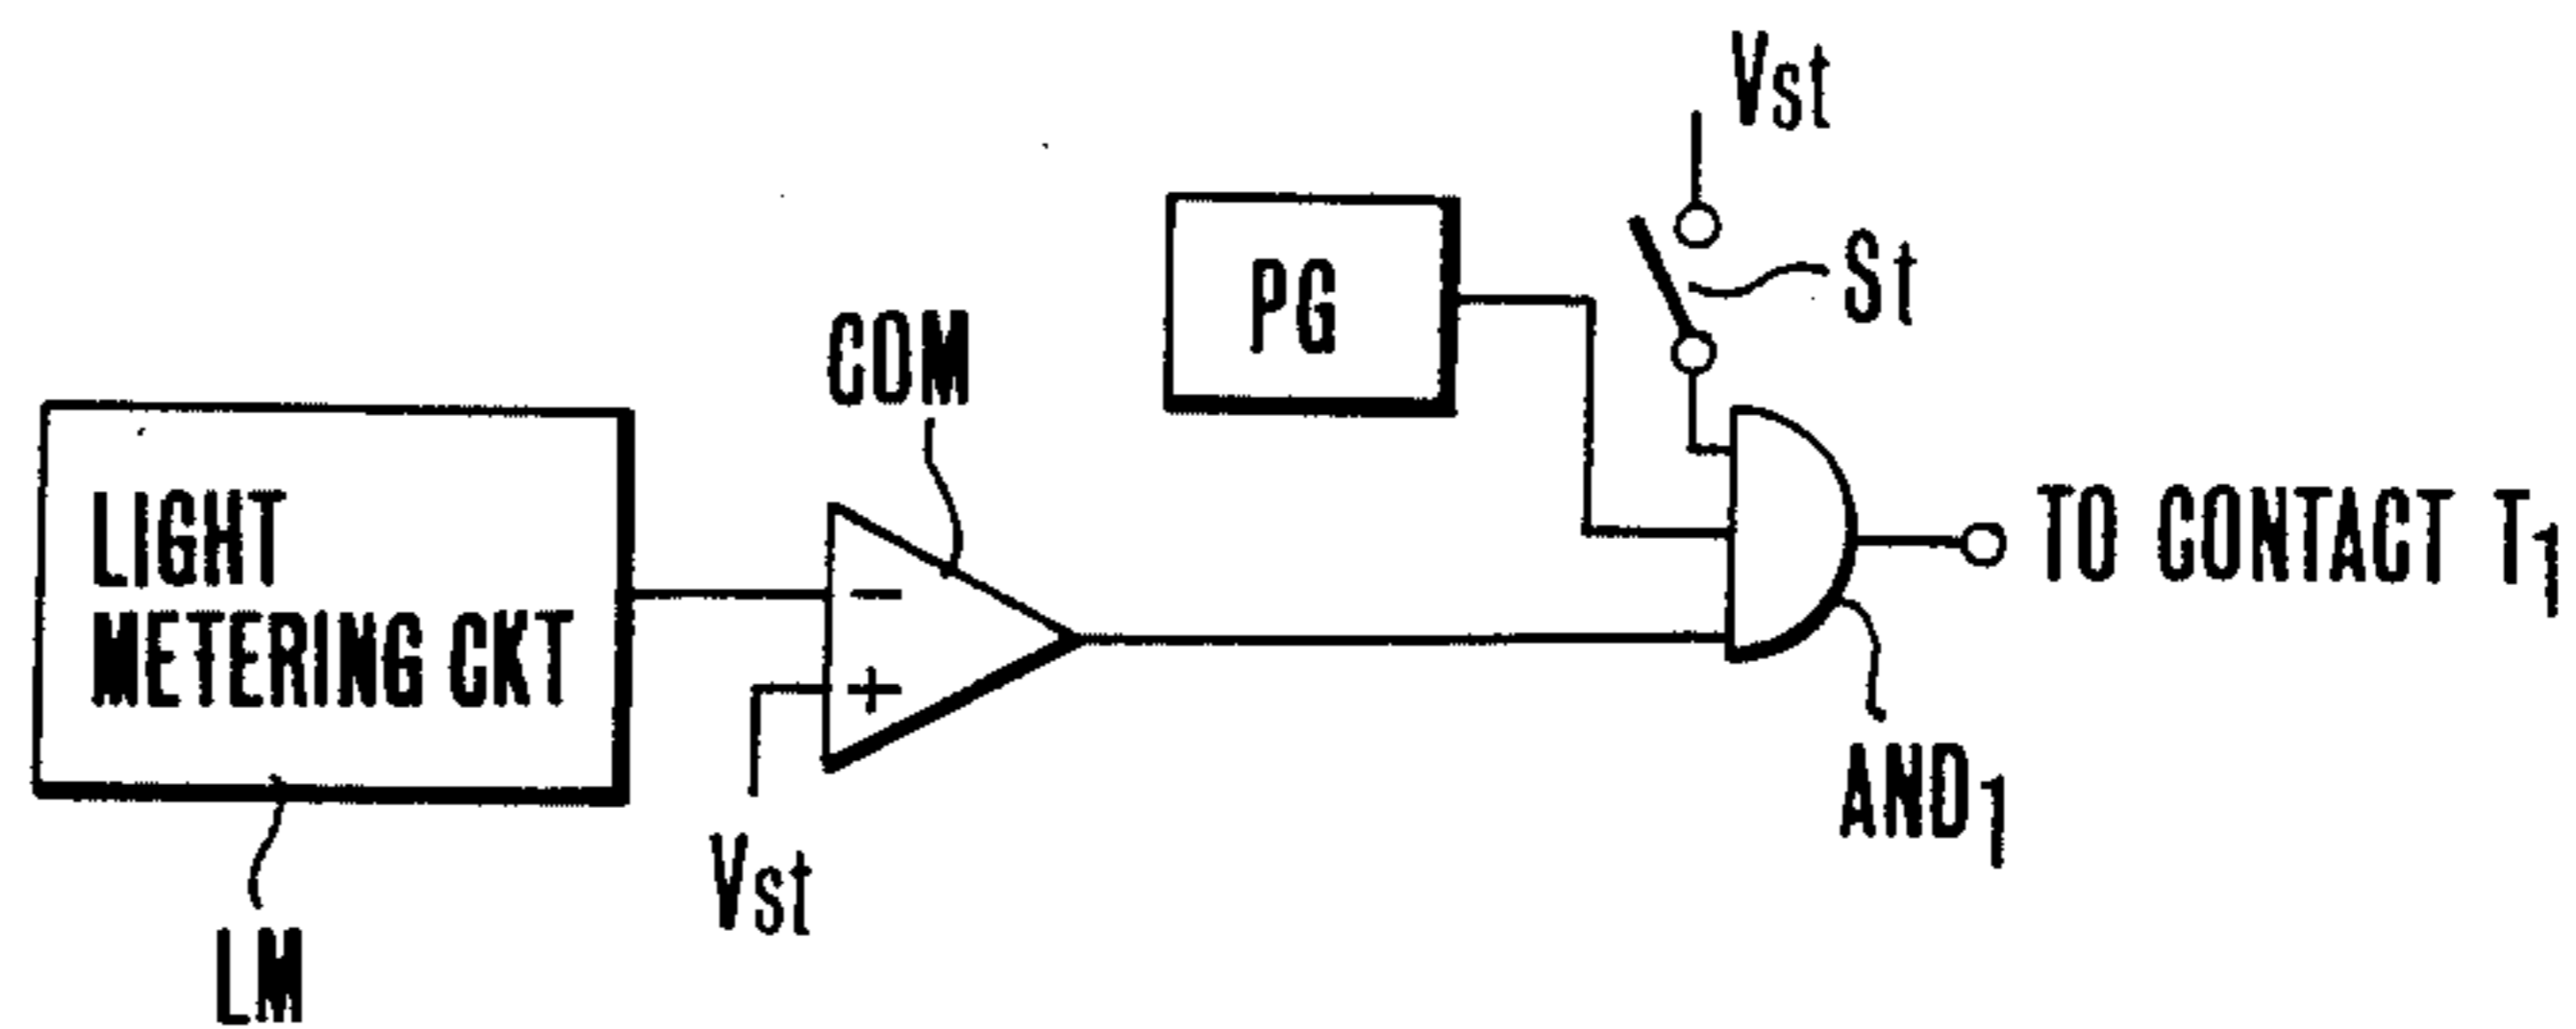 Vst
PG
St
COM
LIGHT
METERING CKT
TO CONTACT T1
Vst
AND1
LM